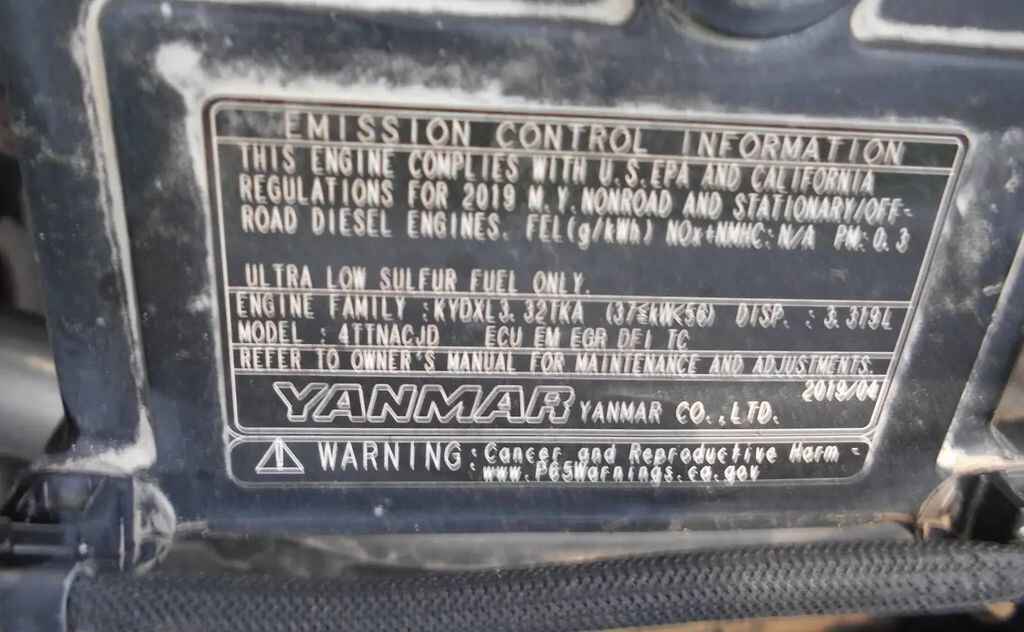 EMISSION CONTROL INFORMATION
THIS ENGINE COMPLIES WITH U.S.EPA AND CALIFORNIA
REGULATIONS FOR 2019 M.Y.NONROAD AND STATIONARY/OFF-
ROAD DIESEL ENGINES. FEL(g/kWh) NOx+NMHC:N/A PM:0.3
ULTRA LOW SULFUR FUEL ONLY.
ENGINE FAMILY :KYDXL3.32TKA (37≤kW<56) DISP. :3.319L
MODEL : 4TTNACJD ECU EM EGR DFI TC
REFER TO OWNER'S MANUAL FOR MAINTENANCE AND ADJUSTMENTS.
2019/04
YANMAR YANMAR CO.,LTD.
WARNING:Cancer and Reproductive Harm -
www.P65Warnings.ca.gov